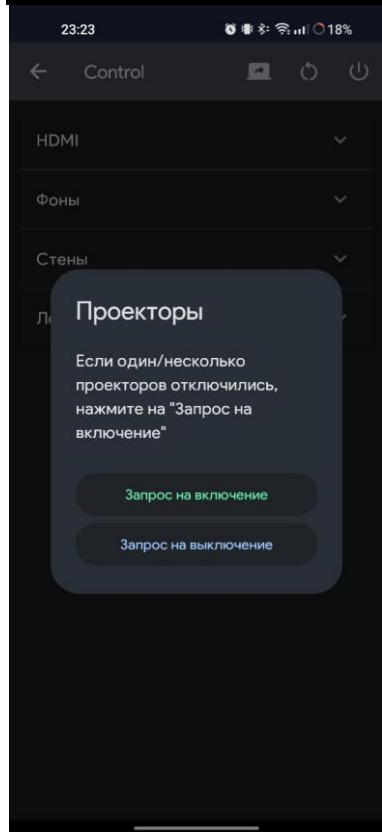 23:23
18%
Control
HDMI
Фоны
Стены
Проекторы
Если один/несколько
проекторов отключились,
нажмите на "Запрос на
включение"
Запрос на включение
Запрос на выключение